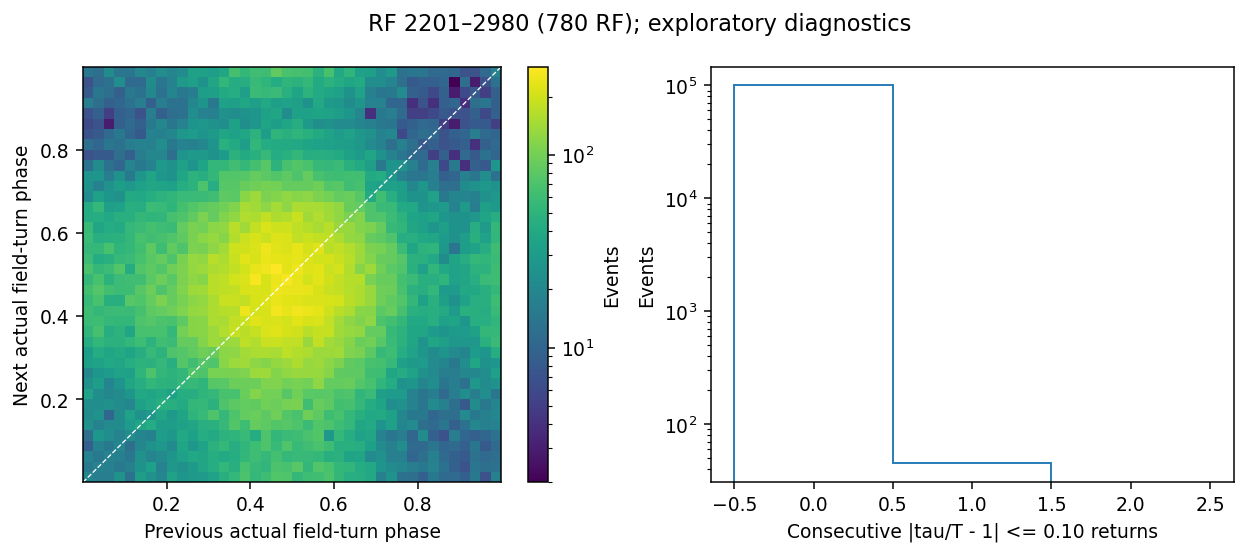 RF 2201–2980 (780 RF); exploratory diagnostics
Next actual field-turn phase
0.8
0.6
0.4
0.2
0.2 0.4 0.6 0.8
Previous actual field-turn phase
10²
10¹
Events
Events
10⁵
10⁴
10³
10²
−0.5 0.0 0.5 1.0 1.5 2.0 2.5
Consecutive |tau/T - 1| <= 0.10 returns